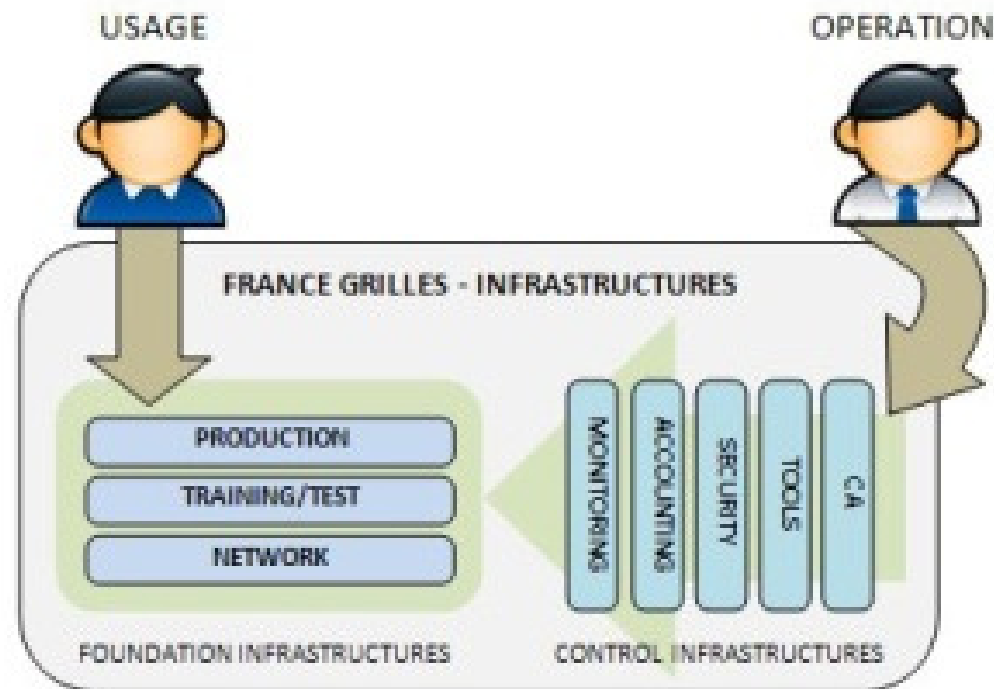 USAGE
OPERATION
FRANCE GRILLES - INFRASTRUCTURES
PRODUCTION
TRAINING/TEST
NETWORK
MONITORING
ACCOUNTING
SECURITY
TOOLS
CA
FOUNDATION INFRASTRUCTURES
CONTROL INFRASTRUCTURES